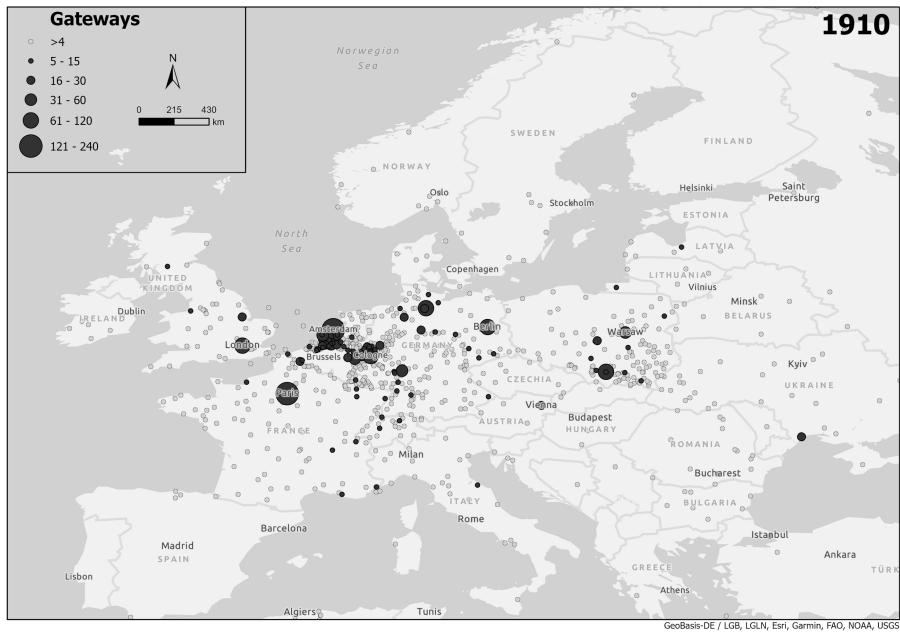 Gateways
1910
>4
5 - 15
16 - 30
31 - 60
61 - 120
121 - 240
N
0 215 430
km
Norwegian
Sea
SWEDEN
FINLAND
NORWAY
Oslo
Helsinki
Saint
Petersburg
Stockholm
ESTONIA
North
Sea
LATVIA
Copenhagen
LITHUANIA
Vilnius
UNITED
KINGDOM
Minsk
BELARUS
Dublin
IRELAND
Amsterdam
Berlin
Warsaw
London
Brussels
Cologne
GERMANY
Kyiv
UKRAINE
CZECHIA
Paris
Vienna
AUSTRIA
Budapest
HUNGARY
FRANCE
ROMANIA
Milan
Bucharest
ITALY
BULGARIA
Rome
Barcelona
Istanbul
Madrid
SPAIN
Ankara
GREECE
TÜRK
Lisbon
Athens
Algiers
Tunis
GeoBasis-DE / LGB, LGLN, Esri, Garmin, FAO, NOAA, USGS